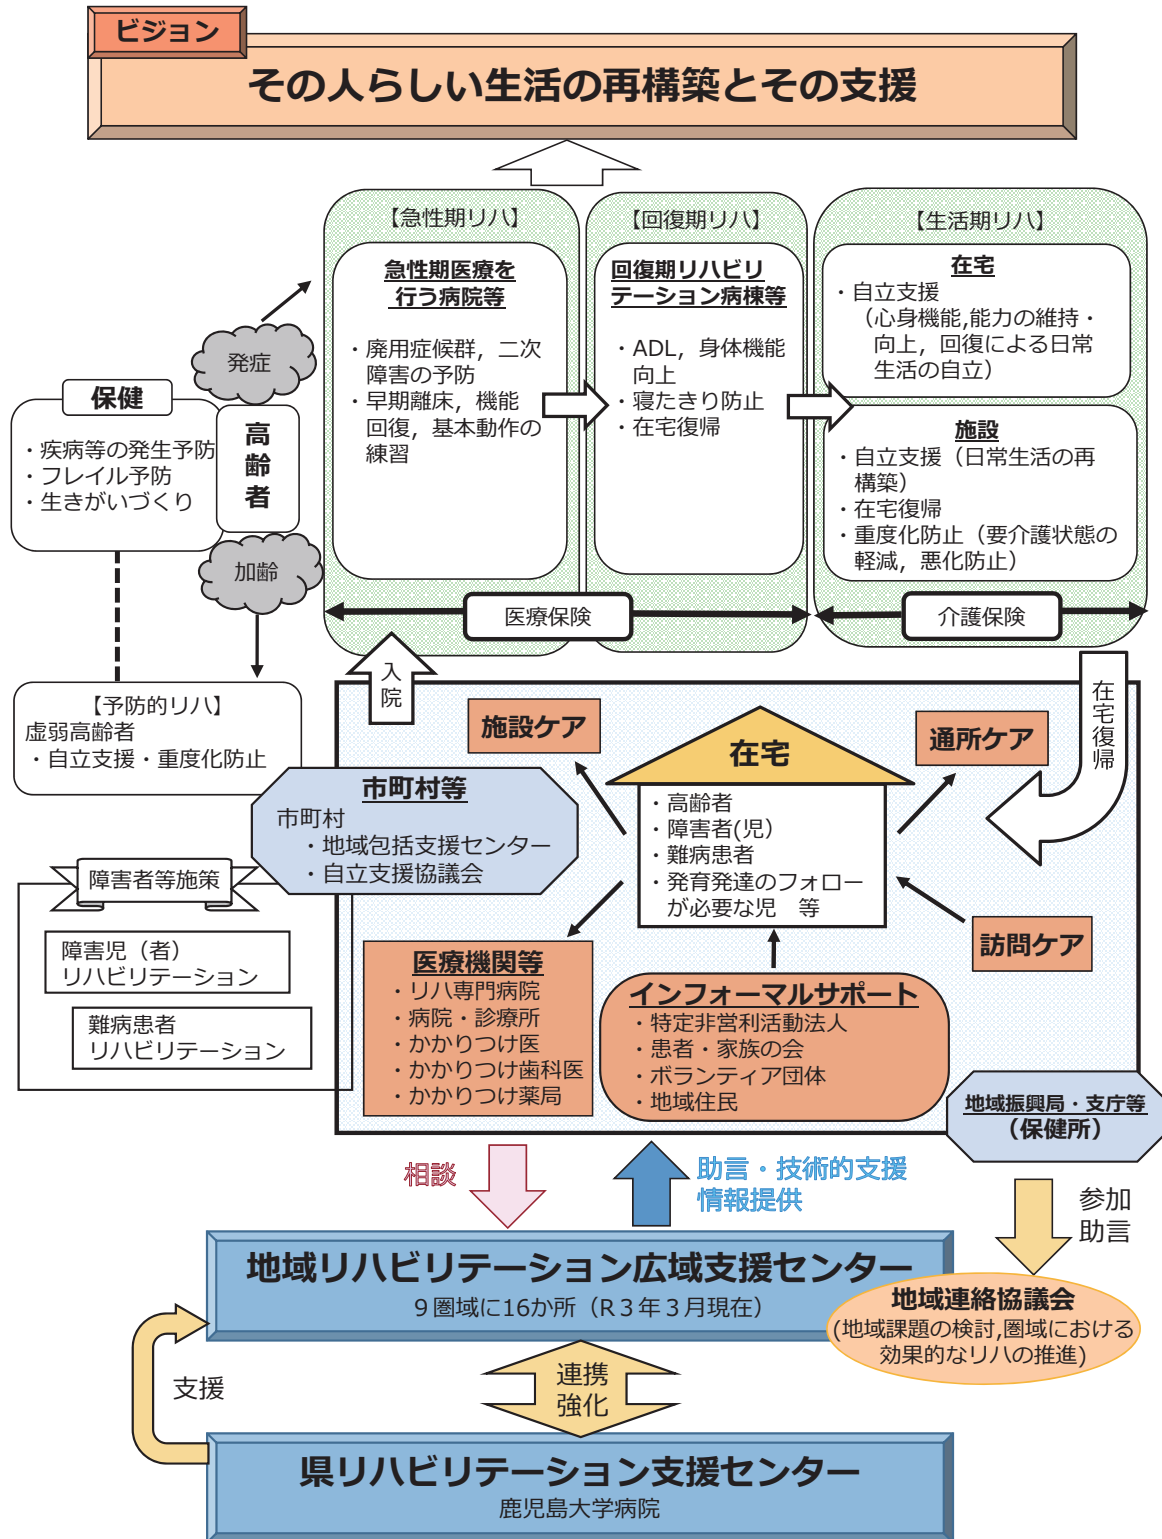 ビジョン
その人らしい生活の再構築とその支援
【急性期リハ】
急性期医療を
行う病院等
・廃用症候群，二次
障害の予防
・早期離床，機能
回復，基本動作の
練習
【回復期リハ】
回復期リハビリ
テーション病棟等
・ADL，身体機能
向上
・寝たきり防止
・在宅復帰
【生活期リハ】
在宅
・自立支援
（心身機能,能力の維持・
向上，回復による日常
生活の自立）
施設
・自立支援（日常生活の再
構築）
・在宅復帰
・重度化防止（要介護状態の
軽減，悪化防止）
発症
保健
・疾病等の発生予防
・フレイル予防
・生きがいづくり
高齢者
加齢
医療保険
介護保険
【予防的リハ】
虚弱高齢者
・自立支援・重度化防止
入院
在宅復帰
施設ケア
在宅
通所ケア
・高齢者
・障害者(児）
・難病患者
・発育発達のフォロー
が必要な児　等
市町村等
市町村
・地域包括支援センター
・自立支援協議会
障害者等施策
障害児（者）
リハビリテーション
難病患者
リハビリテーション
訪問ケア
医療機関等
・リハ専門病院
・病院・診療所
・かかりつけ医
・かかりつけ歯科医
・かかりつけ薬局
インフォーマルサポート
・特定非営利活動法人
・患者・家族の会
・ボランティア団体
・地域住民
地域振興局・支庁等
（保健所）
相談
助言・技術的支援
情報提供
参加
助言
地域リハビリテーション広域支援センター
９圏域に16か所（R３年３月現在）
地域連絡協議会
(地域課題の検討,圏域における
効果的なリハの推進)
支援
連携
強化
県リハビリテーション支援センター
鹿児島大学病院